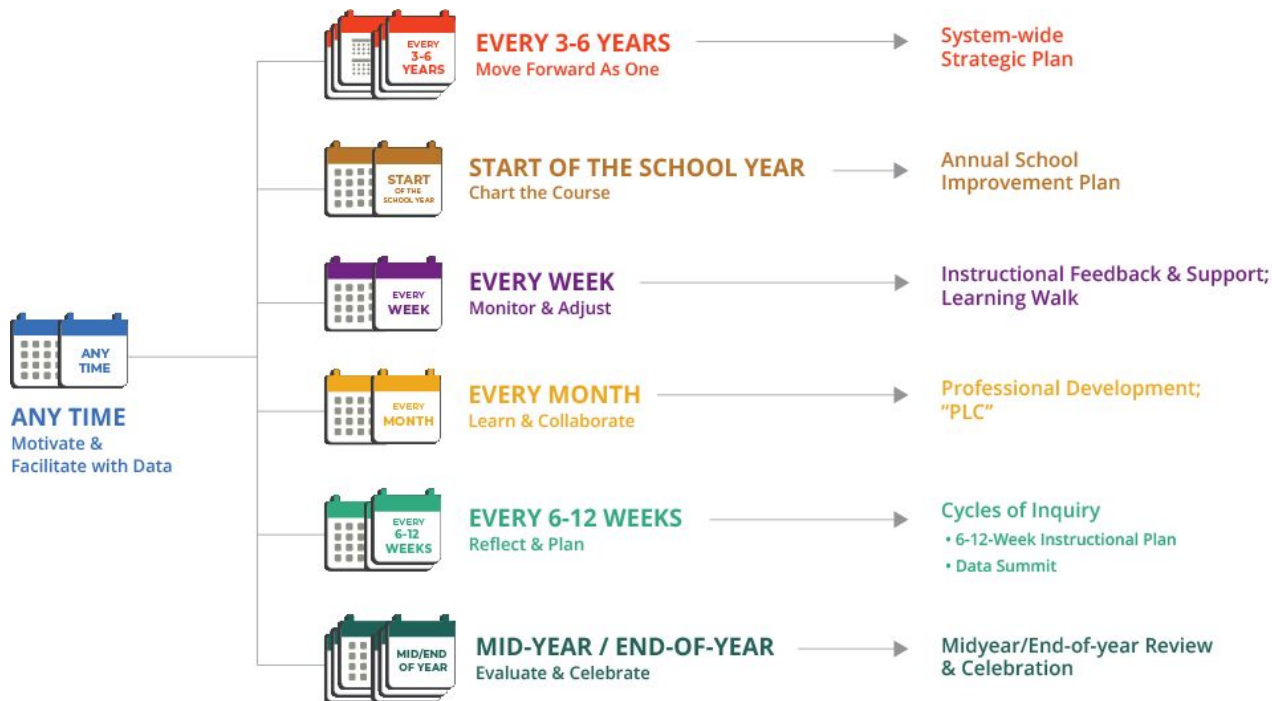 EVERY
3-6
YEARS
EVERY 3-6 YEARS
Move Forward As One
System-wide
Strategic Plan
START
OF THE
SCHOOL YEAR
START OF THE SCHOOL YEAR
Chart the Course
Annual School
Improvement Plan
EVERY
WEEK
EVERY WEEK
Monitor & Adjust
Instructional Feedback & Support;
Learning Walk
ANY
TIME
ANY TIME
Motivate &
Facilitate with Data
EVERY
MONTH
EVERY MONTH
Learn & Collaborate
Professional Development;
“PLC”
EVERY
6-12
WEEKS
EVERY 6-12 WEEKS
Reflect & Plan
Cycles of Inquiry
• 6-12-Week Instructional Plan
• Data Summit
MID/END
OF YEAR
MID-YEAR / END-OF-YEAR
Evaluate & Celebrate
Midyear/End-of-year Review
& Celebration